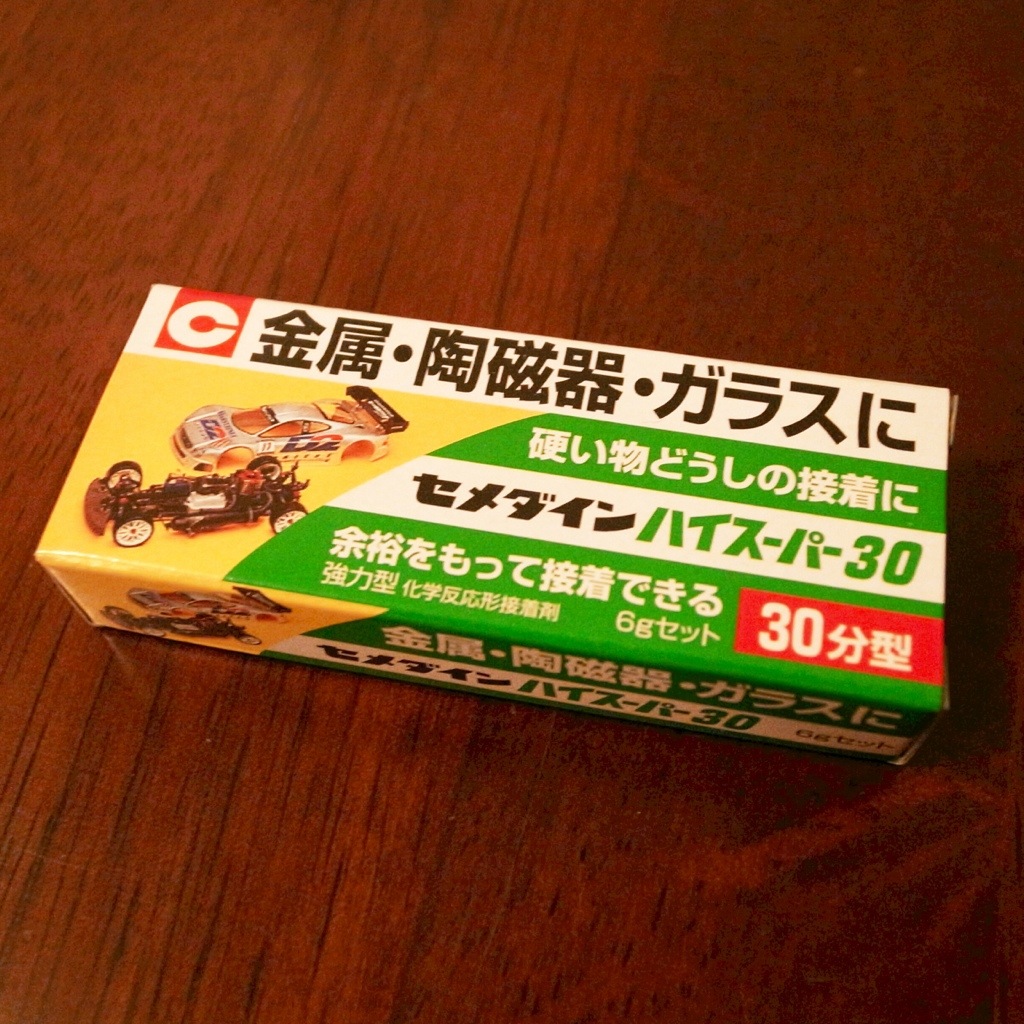 C 金属・陶磁器・ガラスに
硬い物どうしの接着に
セメダイン ハイスーパー30
余裕をもって接着できる
強力型 化学反応形接着剤
6gセット
30分型
金属・陶磁器・ガラスに
セメダイン ハイスーパー30
6gセット